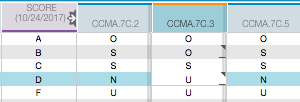 SCORE (10/24/2017) CCMA.7C.2 CCMA.7C.3 CCMA.7C.5
A O O O
B S O S
C S S S
D N U N
F U U U